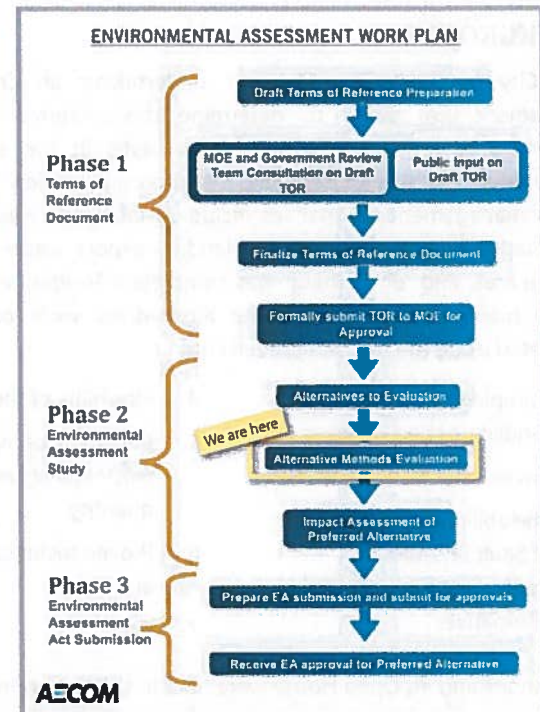 ENVIRONMENTAL ASSESSMENT WORK PLAN
Draft Terms of Reference Preparation
Phase 1
Terms of
Reference
Document
MOE and Government Review
Team Consultation on Draft
TOR
Public Input on
Draft TOR
Finalize Terms of Reference Document
Formally submit TOR to MOE for
Approval
Phase 2
Environmental
Assessment
Study
Alternatives to Evaluation
We are here
Alternative Methods Evaluation
Impact Assessment of
Preferred Alternative
Phase 3
Environmental
Assessment
Act Submission
Prepare EA submission and submit for approvals
Receive EA approval for Preferred Alternative
AECOM